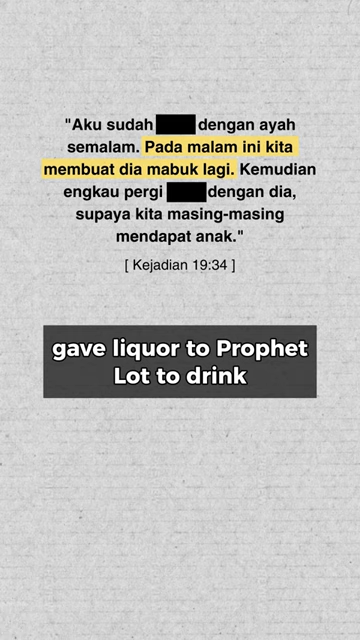 "Aku sudah dengan ayah
semalam. Pada malam ini kita
membuat dia mabuk lagi. Kemudian
engkau pergi dengan dia,
supaya kita masing-masing
mendapat anak."
[ Kejadian 19:34 ]
gave liquor to Prophet
Lot to drink